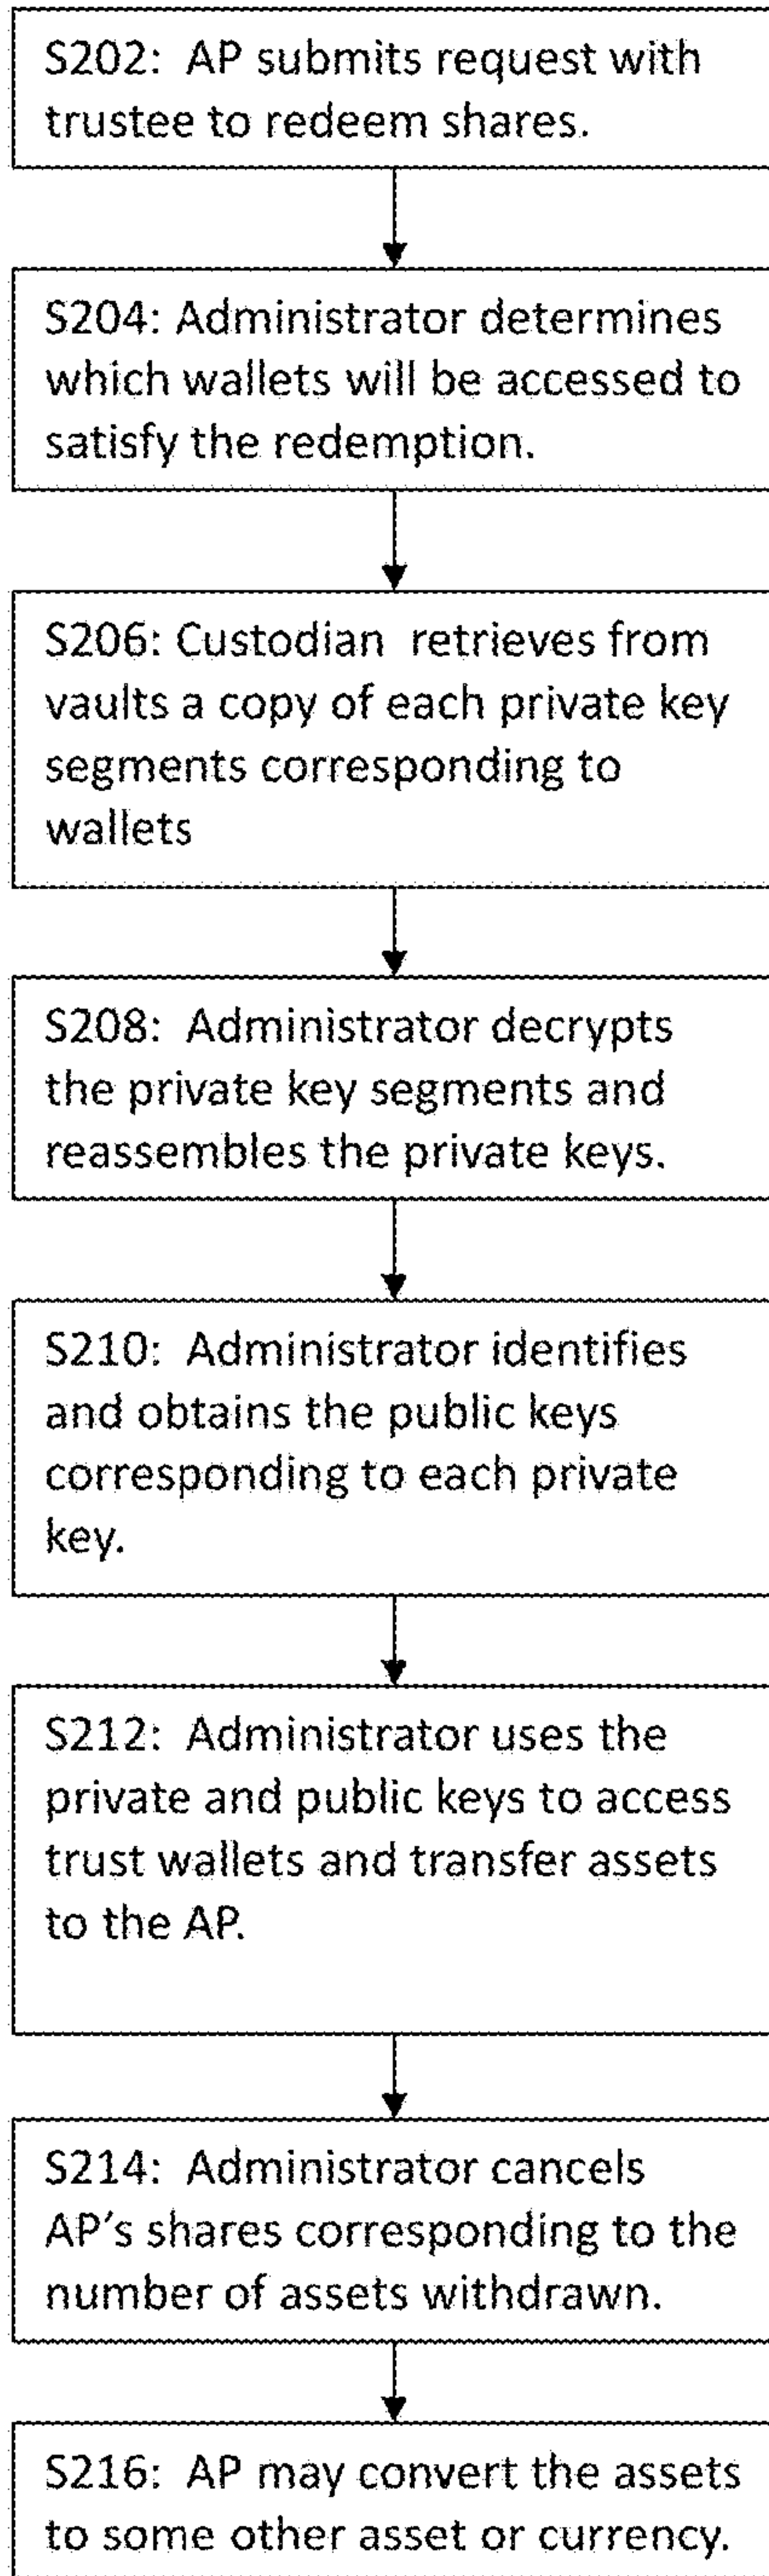 S202: AP submits request with
trustee to redeem shares.
S204: Administrator determines
which wallets will be accessed to
satisfy the redemption.
S206: Custodian retrieves from
vaults a copy of each private key
segments corresponding to
wallets
S208: Administrator decrypts
the private key segments and
reassembles the private keys.
S210: Administrator identifies
and obtains the public keys
corresponding to each private
key.
S212: Administrator uses the
private and public keys to access
trust wallets and transfer assets
to the AP.
S214: Administrator cancels
AP's shares corresponding to the
number of assets withdrawn.
S216: AP may convert the assets
to some other asset or currency.